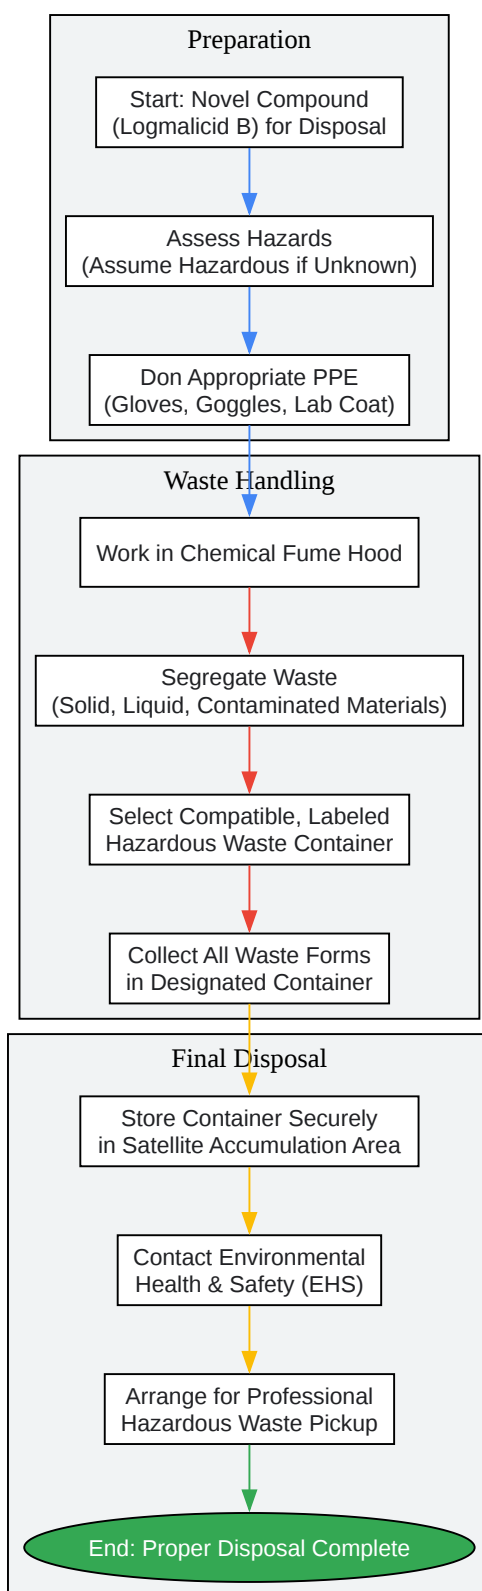 Preparation
Start: Novel Compound
(Logmalicid B) for Disposal
Assess Hazards
(Assume Hazardous if Unknown)
Don Appropriate PPE
(Gloves, Goggles, Lab Coat)
Waste Handling
Work in Chemical Fume Hood
Segregate Waste
(Solid, Liquid, Contaminated Materials)
Select Compatible, Labeled
Hazardous Waste Container
Collect All Waste Forms
in Designated Container
Final Disposal
Store Container Securely
in Satellite Accumulation Area
Contact Environmental
Health & Safety (EHS)
Arrange for Professional
Hazardous Waste Pickup
End: Proper Disposal Complete